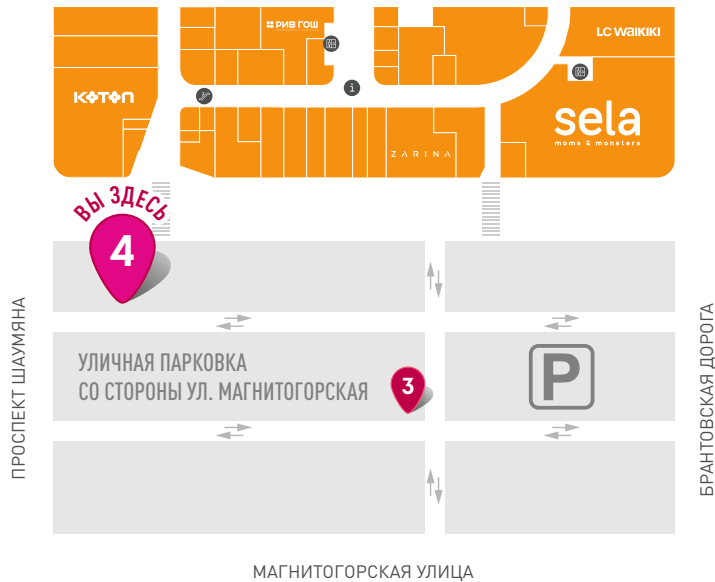 РИВ ГОШ
LC WAIKIKI
i
KOTON
sela
moms & monsters
ZARINA
ВЫ ЗДЕСЬ
4
УЛИЧНАЯ ПАРКОВКА
СО СТОРОНЫ УЛ. МАГНИТОГОРСКАЯ
3
P
ПРОСПЕКТ ШАУМЯНА
БРАНТОВСКАЯ ДОРОГА
МАГНИТОГОРСКАЯ УЛИЦА